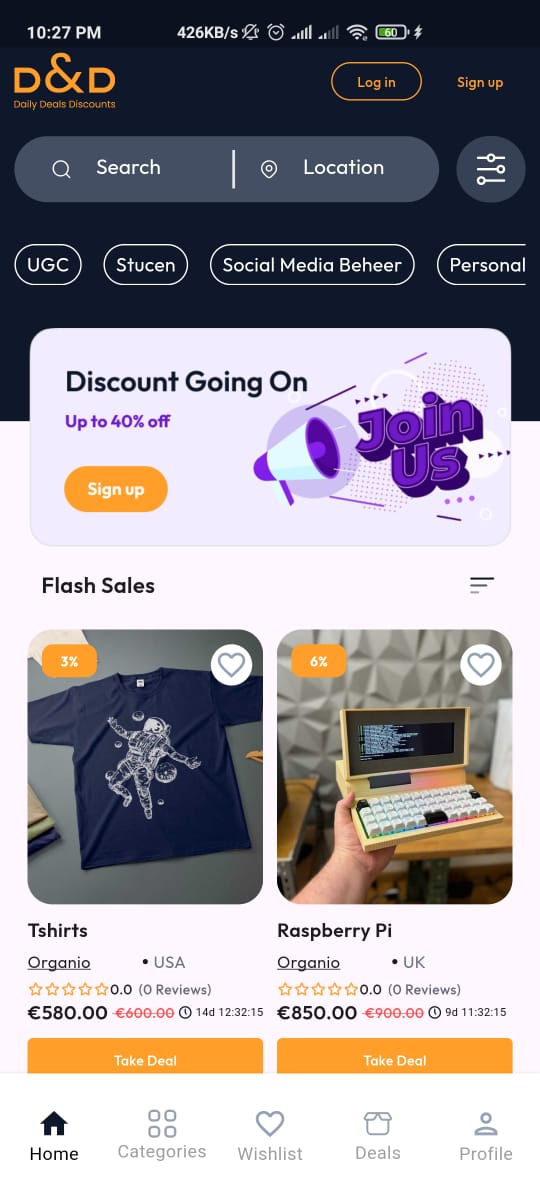 10:27 PM 426KB/s 60
D&D
Daily Deals Discounts
Log in Sign up
Search Location
UGC Stucen Social Media Beheer Personal
Discount Going On
Up to 40% off
Join Us
Sign up
Flash Sales
3% 6%
Tshirts Raspberry Pi
Organio • USA Organio • UK
0.0 (0 Reviews) 0.0 (0 Reviews)
€580.00 €600.00 14d 12:32:15 €850.00 €900.00 9d 11:32:15
Take Deal Take Deal
Home Categories Wishlist Deals Profile